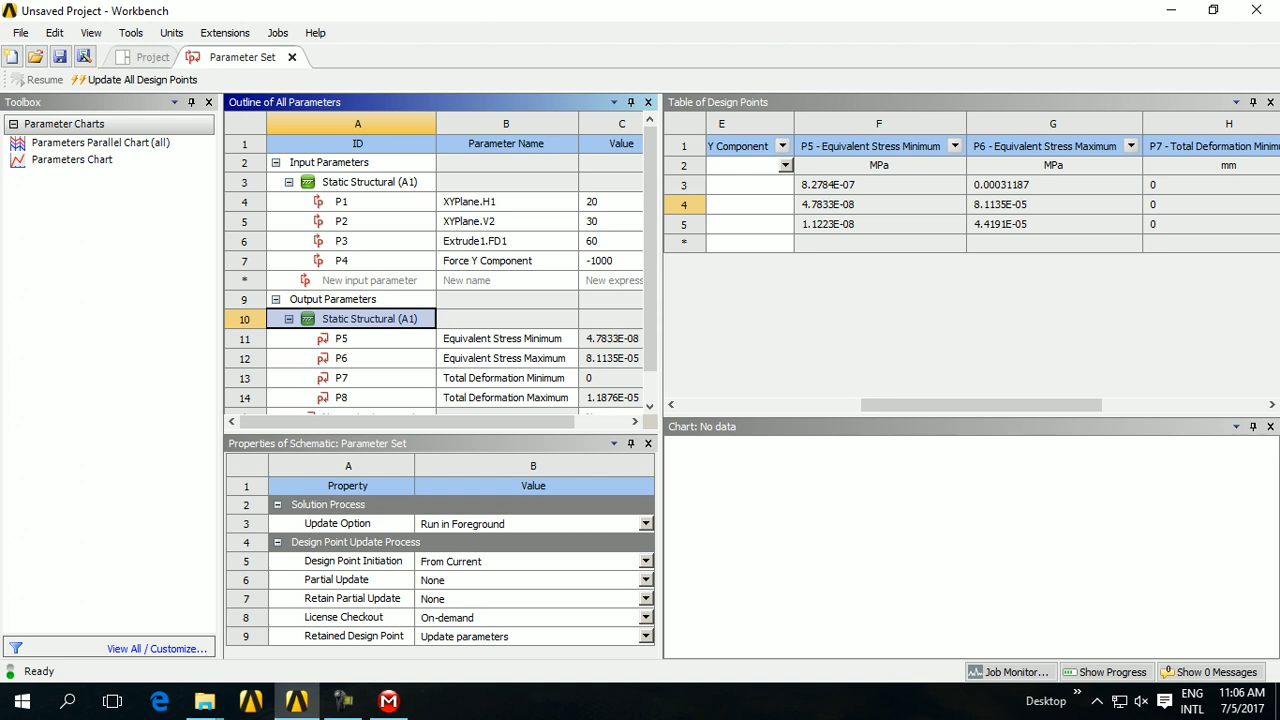 Unsaved Project - Workbench
File Edit View Tools Units Extensions Jobs Help
Project Parameter Set
Resume Update All Design Points
Toolbox
Parameter Charts
Parameters Parallel Chart (all)
Parameters Chart
View All / Customize...
Outline of All Parameters
A B C
1 ID Parameter Name Value
2 Input Parameters
3 Static Structural (A1)
4 P1 XYPlane.H1 20
5 P2 XYPlane.V2 30
6 P3 Extrude1.FD1 60
7 P4 Force Y Component -1000
* New input parameter New name New express
9 Output Parameters
10 Static Structural (A1)
11 P5 Equivalent Stress Minimum 4.7833E-08
12 P6 Equivalent Stress Maximum 8.1135E-05
13 P7 Total Deformation Minimum 0
14 P8 Total Deformation Maximum 1.1876E-05
Properties of Schematic: Parameter Set
A B
1 Property Value
2 Solution Process
3 Update Option Run in Foreground
4 Design Point Update Process
5 Design Point Initiation From Current
6 Partial Update None
7 Retain Partial Update None
8 License Checkout On-demand
9 Retained Design Point Update parameters
Table of Design Points
E F G H
1 Y Component P5 - Equivalent Stress Minimum P6 - Equivalent Stress Maximum P7 - Total Deformation Minim
2 MPa MPa mm
3 8.2784E-07 0.00031187 0
4 4.7833E-08 8.1135E-05 0
5 1.1223E-08 4.4191E-05 0
*
Chart: No data
Ready
Job Monitor... Show Progress Show 0 Messages
Desktop
ENG
INTL
11:06 AM
7/5/2017